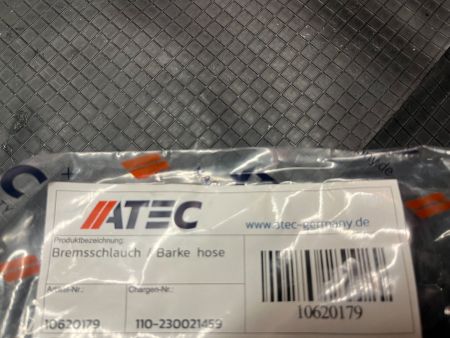 ATEC
www.atec-germany.de
Produktbezeichnung:
Bremsschlauch / Barke hose
Artikel-Nr.: Chargen-Nr.:
10620179 110-230021459
10620179